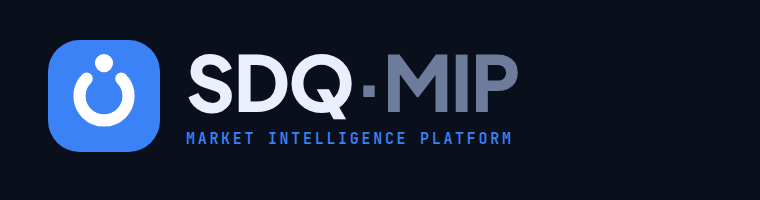 SDQ·MIP
MARKET INTELLIGENCE PLATFORM